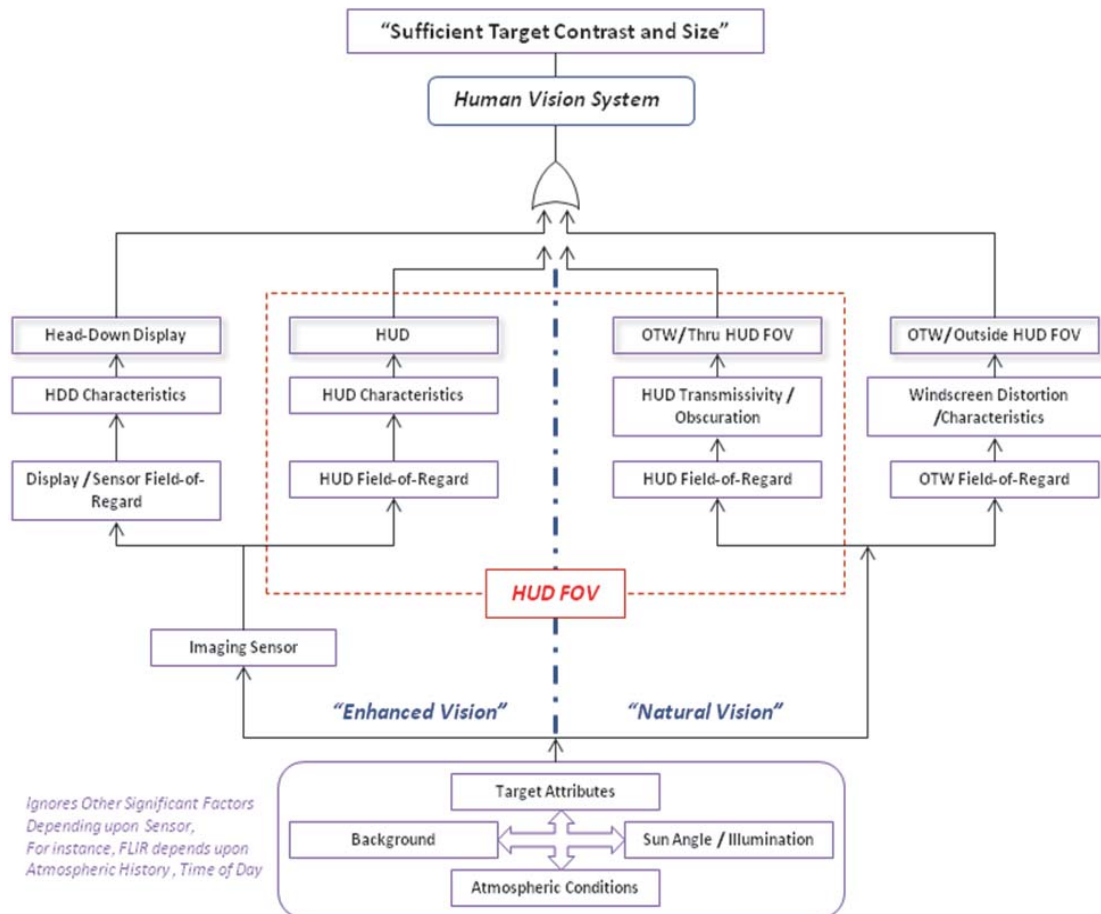 “Sufficient Target Contrast and Size”
Human Vision System
Head-Down Display
HUD
OTW/Thru HUD FOV
OTW/Outside HUD FOV
HDD Characteristics
HUD Characteristics
HUD Transmissivity /
Obscuration
Windscreen Distortion
/Characteristics
Display / Sensor Field-of-
Regard
HUD Field-of-Regard
HUD Field-of-Regard
OTW Field-of-Regard
HUD FOV
Imaging Sensor
“Enhanced Vision”
“Natural Vision”
Target Attributes
Background
Sun Angle / Illumination
Atmospheric Conditions
Ignores Other Significant Factors
Depending upon Sensor,
For instance, FLIR depends upon
Atmospheric History , Time of Day